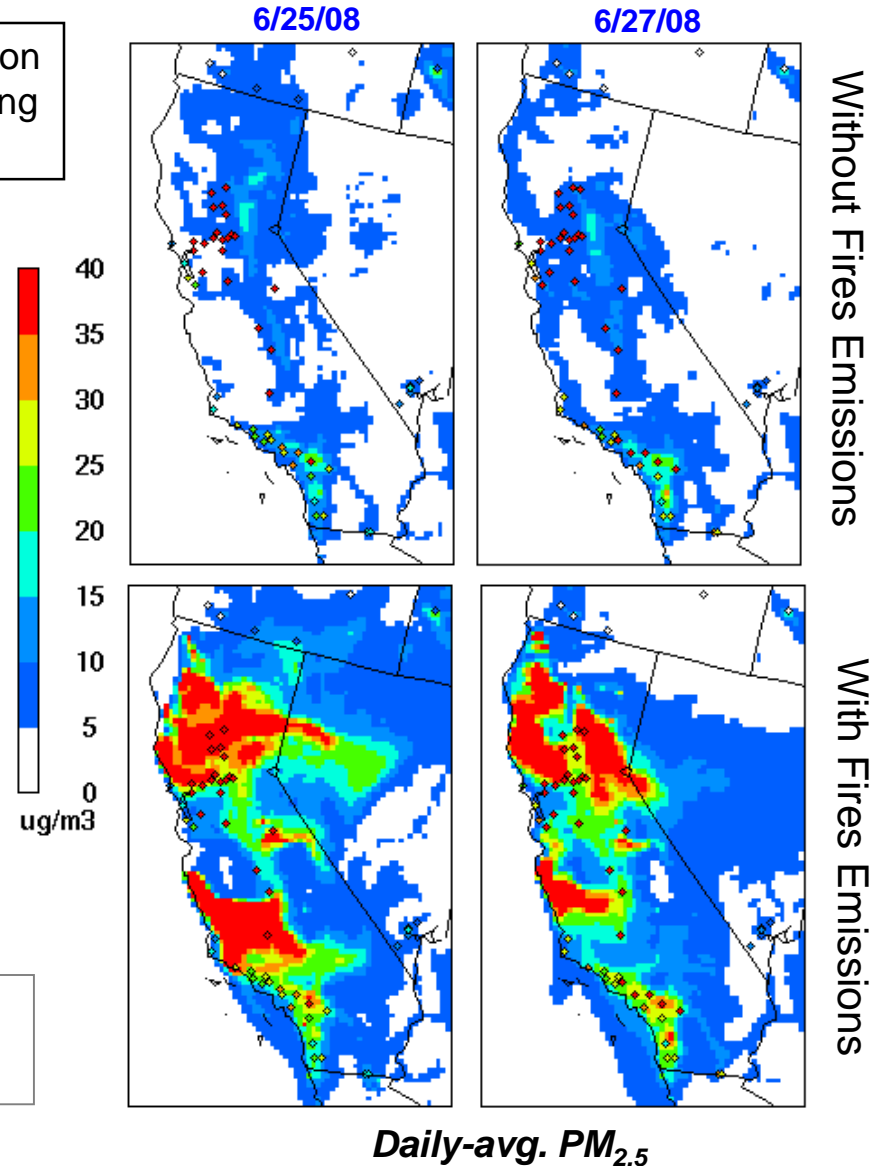 6/25/08
6/27/08
on
ng
Without Fires Emissions
40
35
30
25
20
15
10
5
0
ug/m3
With Fires Emissions
Daily-avg. PM2.5